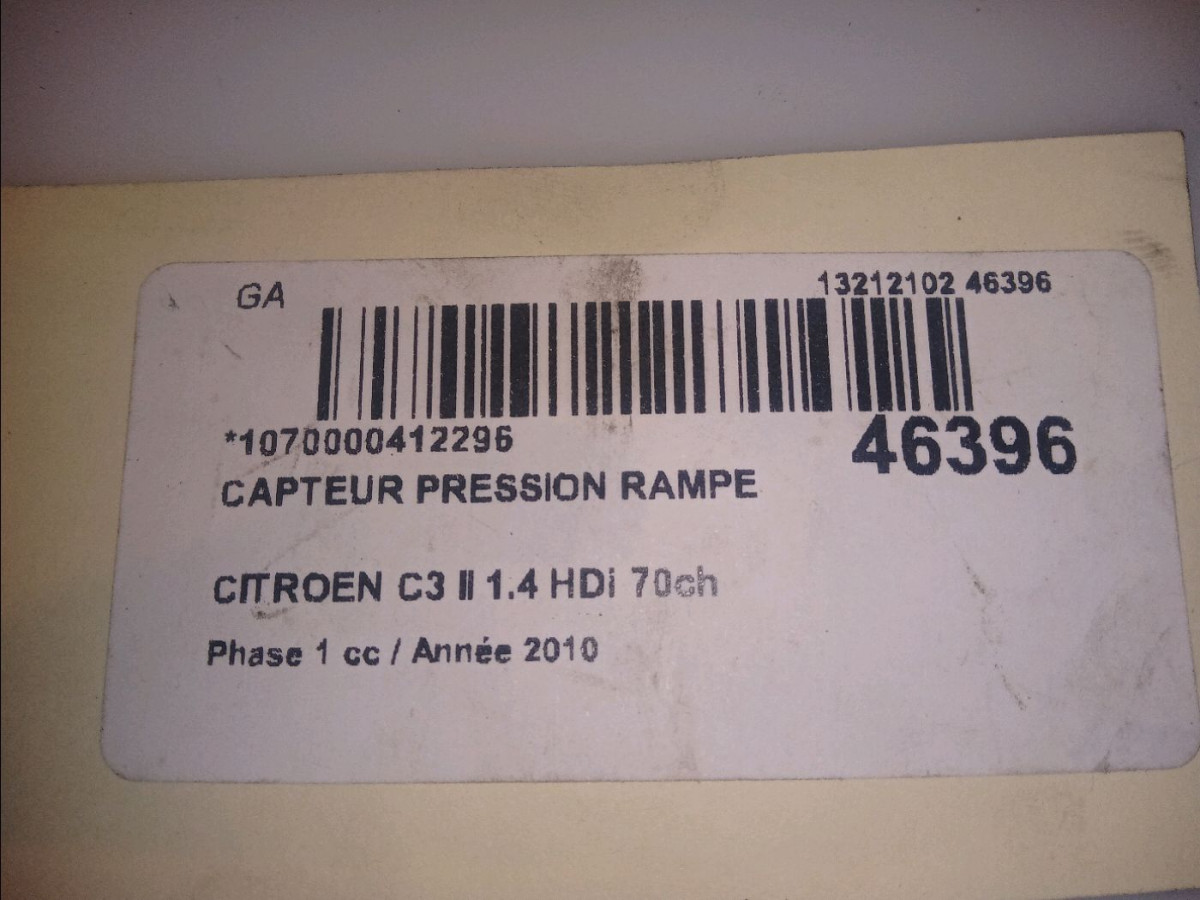 GA
13212102 46396
*1070000412296
46396
CAPTEUR PRESSION RAMPE
CITROEN C3 II 1.4 HDi 70ch
Phase 1 cc / Année 2010